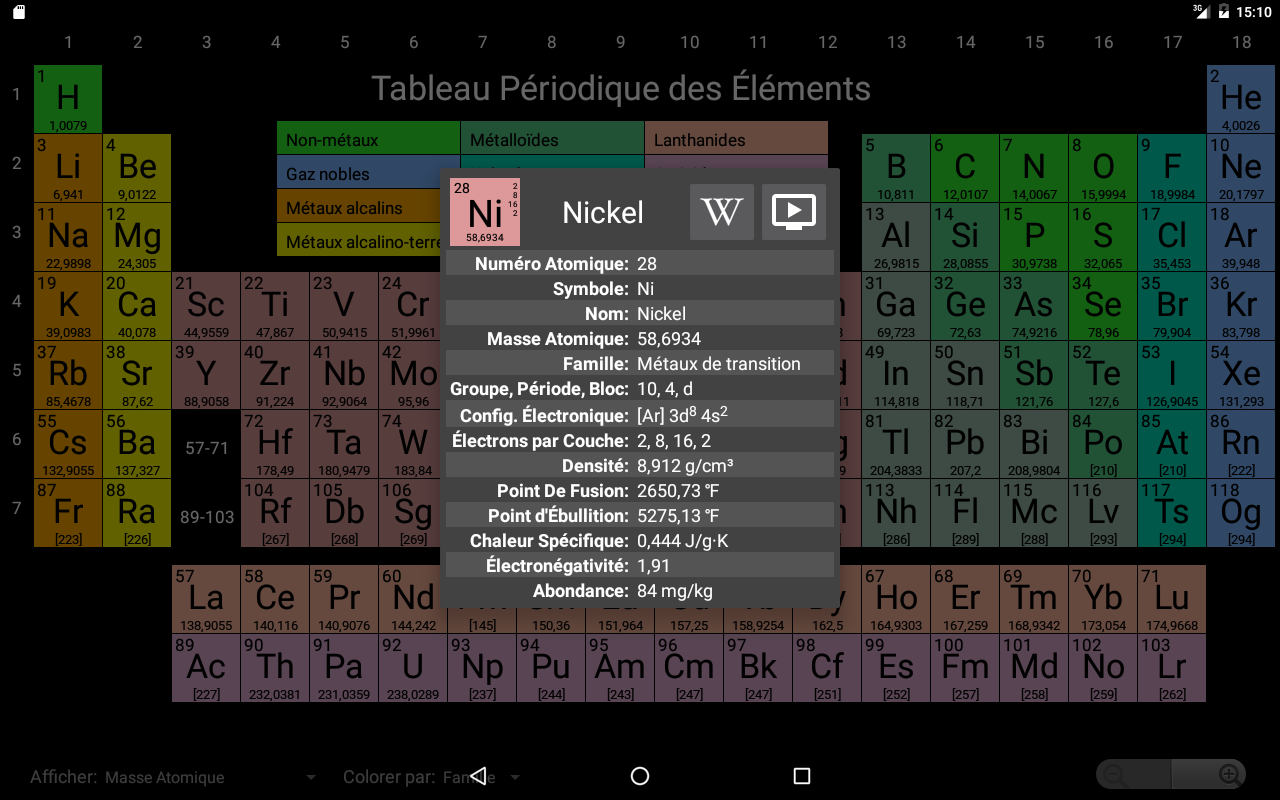 3G 15:10
1 2 3 4 5 6 7 8 9 10 11 12 13 14 15 16 17 18
Tableau Périodique des Éléments
1 1 H 1,0079 2 He 4,0026
Non-métaux Métalloïdes Lanthanides
Gaz nobles
Métaux alcalins
Métaux alcalino-terre
2 3 Li 6,941 4 Be 9,0122 5 B 10,811 6 C 12,0107 7 N 14,0067 8 O 15,9994 9 F 18,9984 10 Ne 20,1797
3 11 Na 22,9898 12 Mg 24,305 13 Al 26,9815 14 Si 28,0855 15 P 30,9738 16 S 32,065 17 Cl 35,453 18 Ar 39,948
4 19 K 39,0983 20 Ca 40,078 21 Sc 44,9559 22 Ti 47,867 23 V 50,9415 24 Cr 51,9961 31 Ga 69,723 32 Ge 72,63 33 As 74,9216 34 Se 78,96 35 Br 79,904 36 Kr 83,798
5 37 Rb 85,4678 38 Sr 87,62 39 Y 88,9058 40 Zr 91,224 41 Nb 92,9064 42 Mo 95,96 49 In 114,818 50 Sn 118,71 51 Sb 121,76 52 Te 127,6 53 I 126,9045 54 Xe 131,293
6 55 Cs 132,9055 56 Ba 137,327 57-71 72 Hf 178,49 73 Ta 180,9479 74 W 183,84 81 Tl 204,3833 82 Pb 207,2 83 Bi 208,9804 84 Po [210] 85 At [210] 86 Rn [222]
7 87 Fr [223] 88 Ra [226] 89-103 104 Rf [267] 105 Db [268] 106 Sg [269] 113 Nh [286] 114 Fl [289] 115 Mc [288] 116 Lv [293] 117 Ts [294] 118 Og [294]
28 Ni 58,6934 2 8 16 2
Nickel
W
Numéro Atomique: 28
Symbole: Ni
Nom: Nickel
Masse Atomique: 58,6934
Famille: Métaux de transition
Groupe, Période, Bloc: 10, 4, d
Config. Électronique: [Ar] 3d⁸ 4s²
Électrons par Couche: 2, 8, 16, 2
Densité: 8,912 g/cm³
Point De Fusion: 2650,73 °F
Point d'Ébullition: 5275,13 °F
Chaleur Spécifique: 0,444 J/g·K
Électronégativité: 1,91
Abondance: 84 mg/kg
57 La 138,9055 58 Ce 140,116 59 Pr 140,9076 60 Nd 144,242 [145] 150,36 151,964 157,25 158,9254 162,5 67 Ho 164,9303 68 Er 167,259 69 Tm 168,9342 70 Yb 173,054 71 Lu 174,9668
89 Ac [227] 90 Th 232,0381 91 Pa 231,0359 92 U 238,0289 93 Np [237] 94 Pu [244] 95 Am [243] 96 Cm [247] 97 Bk [247] 98 Cf [251] 99 Es [252] 100 Fm [257] 101 Md [258] 102 No [259] 103 Lr [262]
Afficher: Masse Atomique Colorer par: Famille